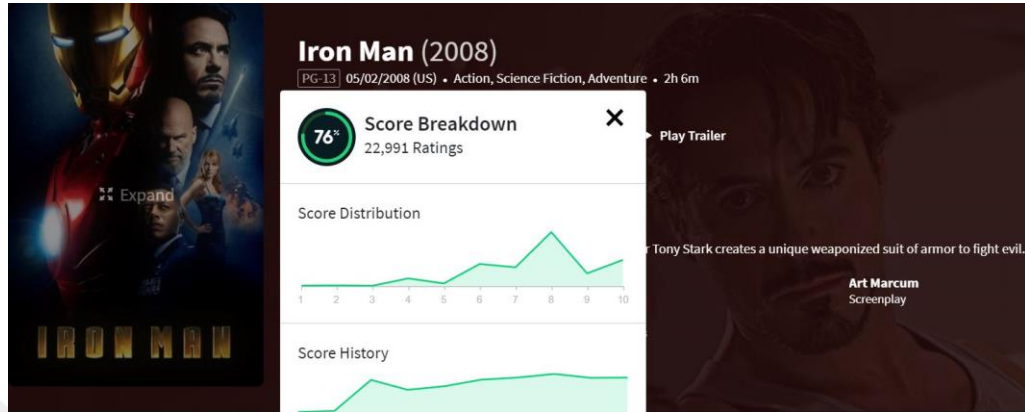 Iron Man (2008)
PG-13 05/02/2008 (US) • Action, Science Fiction, Adventure • 2h 6m
76%
Score Breakdown
22,991 Ratings
Play Trailer
Expand
Score Distribution
1 2 3 4 5 6 7 8 9 10
Tony Stark creates a unique weaponized suit of armor to fight evil.
Art Marcum
Screenplay
Score History
IRON MAN